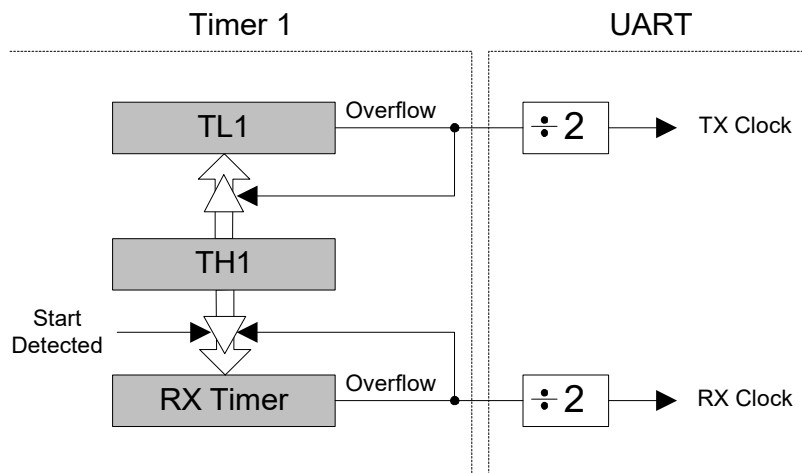 Timer 1
UART
TL1
Overflow
÷ 2
TX Clock
TH1
Start
Detected
RX Timer
Overflow
÷ 2
RX Clock